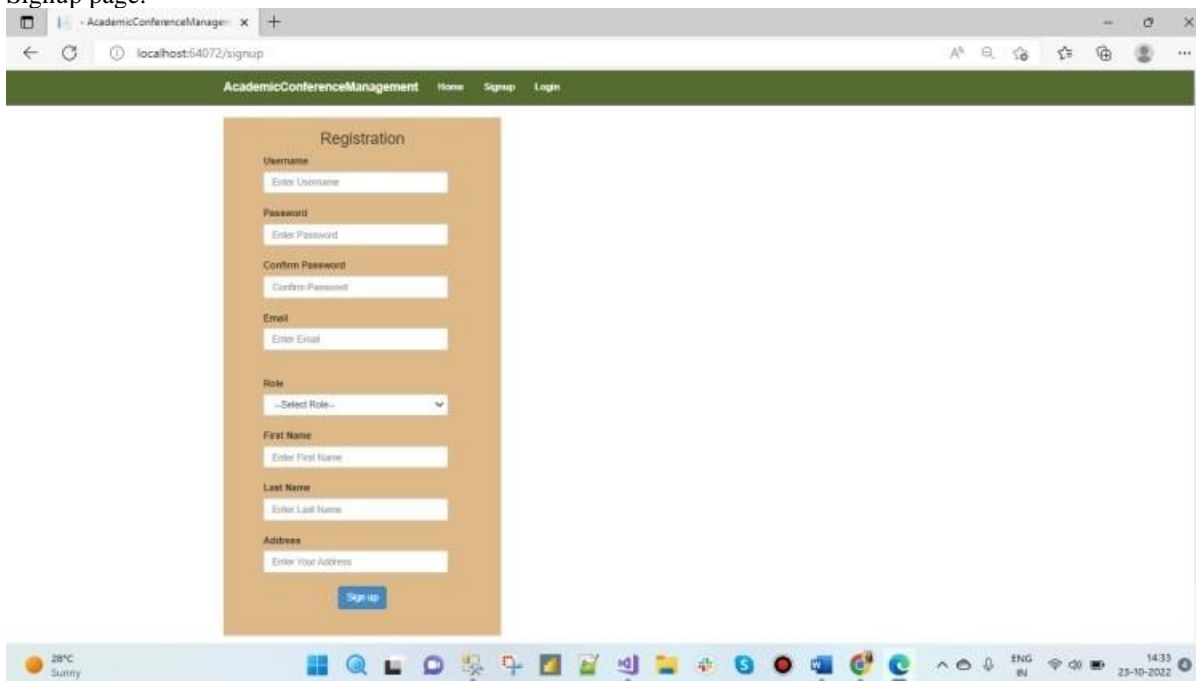 Signup page.
- AcademicConferenceManagem
localhost:64072/signup
AcademicConferenceManagement Home Signup Login
Registration
Username
Enter Username
Password
Enter Password
Confirm Password
Confirm Password
Email
Enter Email
Role
--Select Role--
First Name
Enter First Name
Last Name
Enter Last Name
Address
Enter Your Address
Sign up
28°C
Sunny
ENG
IN
14:33
23-10-2022